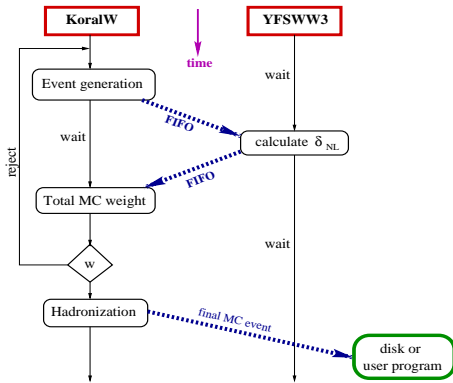 KoralW
YFSWW3
time
wait
Event generation
FIFO
wait
calculate δ NL
reject
FIFO
Total MC weight
wait
w
Hadronization
final MC event
disk or
user program